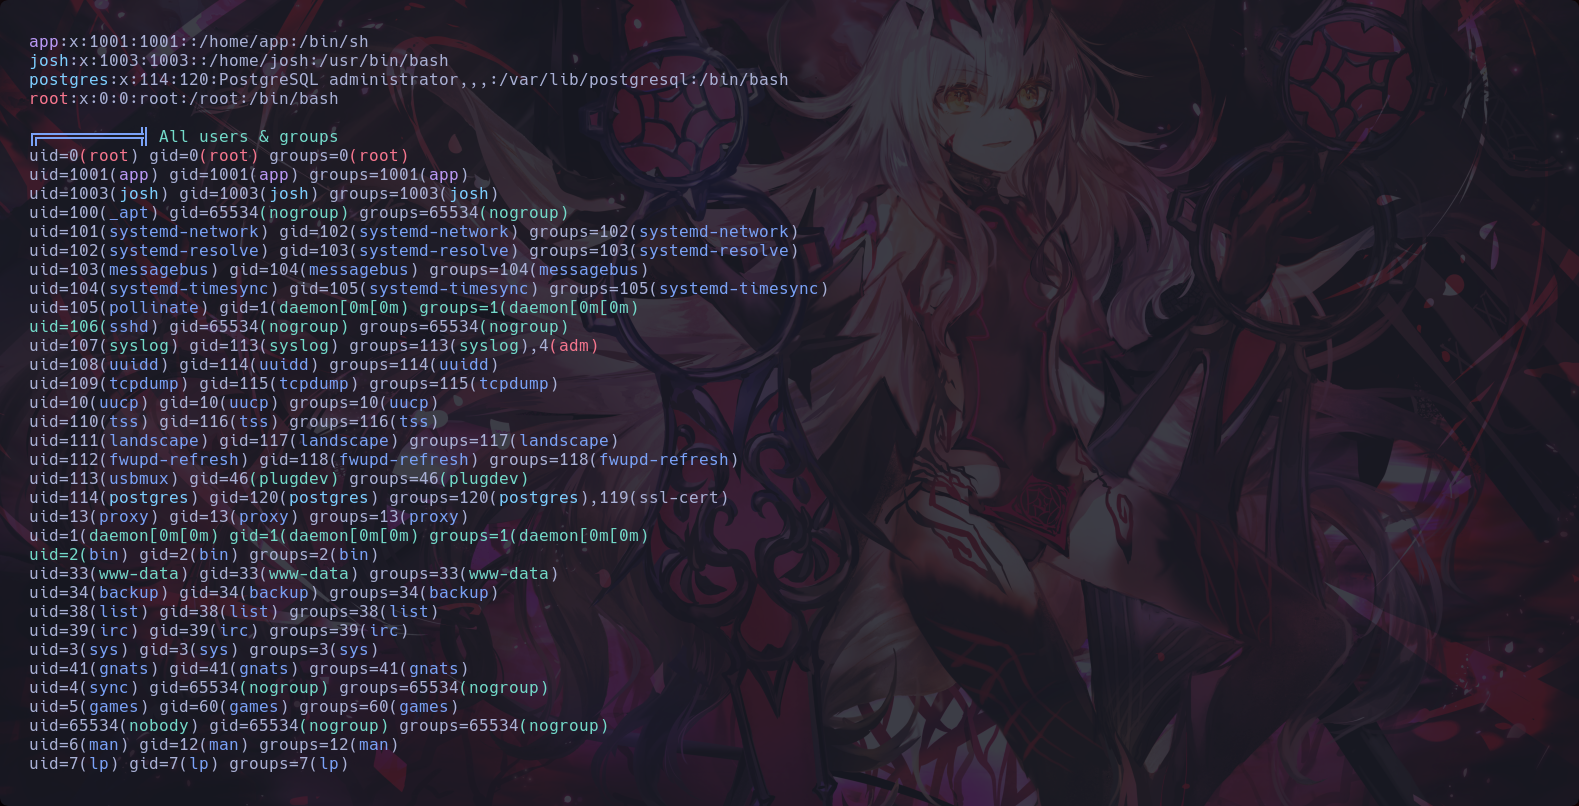 app:x:1001:1001::/home/app:/bin/sh
josh:x:1003:1003::/home/josh:/usr/bin/bash
postgres:x:114:120:PostgreSQL administrator,,,:/var/lib/postgresql:/bin/bash
root:x:0:0:root:/root:/bin/bash
╔══════════╣ All users & groups
uid=0(root) gid=0(root) groups=0(root)
uid=1001(app) gid=1001(app) groups=1001(app)
uid=1003(josh) gid=1003(josh) groups=1003(josh)
uid=100(_apt) gid=65534(nogroup) groups=65534(nogroup)
uid=101(systemd-network) gid=102(systemd-network) groups=102(systemd-network)
uid=102(systemd-resolve) gid=103(systemd-resolve) groups=103(systemd-resolve)
uid=103(messagebus) gid=104(messagebus) groups=104(messagebus)
uid=104(systemd-timesync) gid=105(systemd-timesync) groups=105(systemd-timesync)
uid=105(pollinate) gid=1(daemon[0m[0m) groups=1(daemon[0m[0m)
uid=106(sshd) gid=65534(nogroup) groups=65534(nogroup)
uid=107(syslog) gid=113(syslog) groups=113(syslog),4(adm)
uid=108(uuidd) gid=114(uuidd) groups=114(uuidd)
uid=109(tcpdump) gid=115(tcpdump) groups=115(tcpdump)
uid=10(uucp) gid=10(uucp) groups=10(uucp)
uid=110(tss) gid=116(tss) groups=116(tss)
uid=111(landscape) gid=117(landscape) groups=117(landscape)
uid=112(fwupd-refresh) gid=118(fwupd-refresh) groups=118(fwupd-refresh)
uid=113(usbmux) gid=46(plugdev) groups=46(plugdev)
uid=114(postgres) gid=120(postgres) groups=120(postgres),119(ssl-cert)
uid=13(proxy) gid=13(proxy) groups=13(proxy)
uid=1(daemon[0m[0m) gid=1(daemon[0m[0m) groups=1(daemon[0m[0m)
uid=2(bin) gid=2(bin) groups=2(bin)
uid=33(www-data) gid=33(www-data) groups=33(www-data)
uid=34(backup) gid=34(backup) groups=34(backup)
uid=38(list) gid=38(list) groups=38(list)
uid=39(irc) gid=39(irc) groups=39(irc)
uid=3(sys) gid=3(sys) groups=3(sys)
uid=41(gnats) gid=41(gnats) groups=41(gnats)
uid=4(sync) gid=65534(nogroup) groups=65534(nogroup)
uid=5(games) gid=60(games) groups=60(games)
uid=65534(nobody) gid=65534(nogroup) groups=65534(nogroup)
uid=6(man) gid=12(man) groups=12(man)
uid=7(lp) gid=7(lp) groups=7(lp)